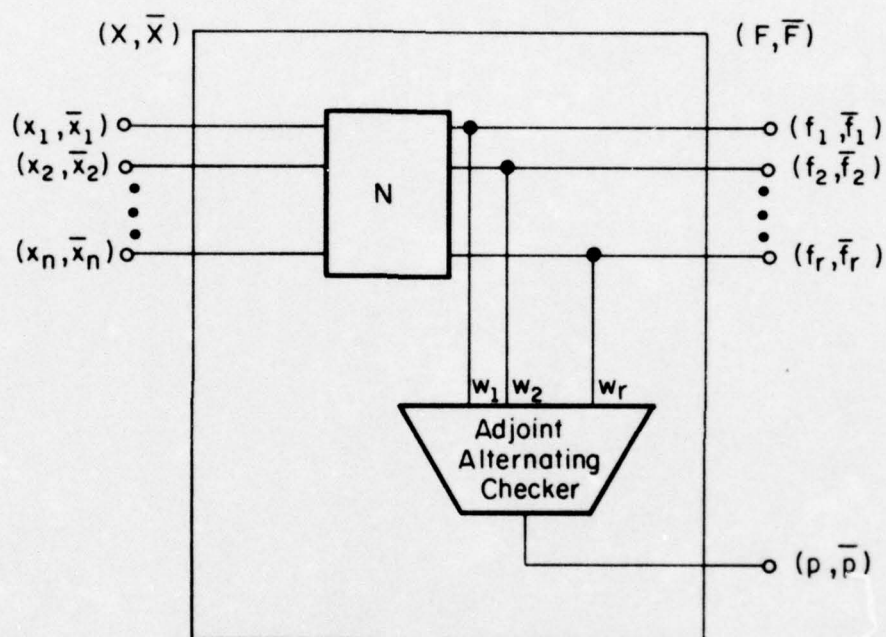 (X, X̅) (F, F̅)
(x₁, x̅₁) (f₁, f̅₁)
(x₂, x̅₂) (f₂, f̅₂)
N
(xₙ, x̅ₙ) (fᵣ, f̅ᵣ)
w₁ w₂ wᵣ
Adjoint
Alternating
Checker
(p, p̅)